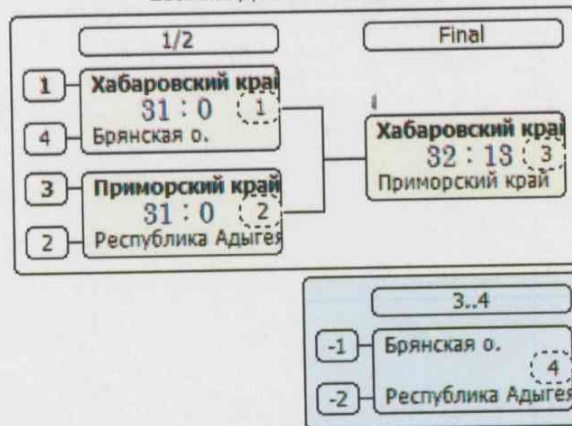 1/2
Final
1
Хабаровский край
31 : 0
1
4
Брянская о.
3
Приморский край
31 : 0
2
2
Республика Адыгея
Хабаровский край
32 : 13
3
Приморский край
3..4
-1
Брянская о.
4
-2
Республика Адыгея